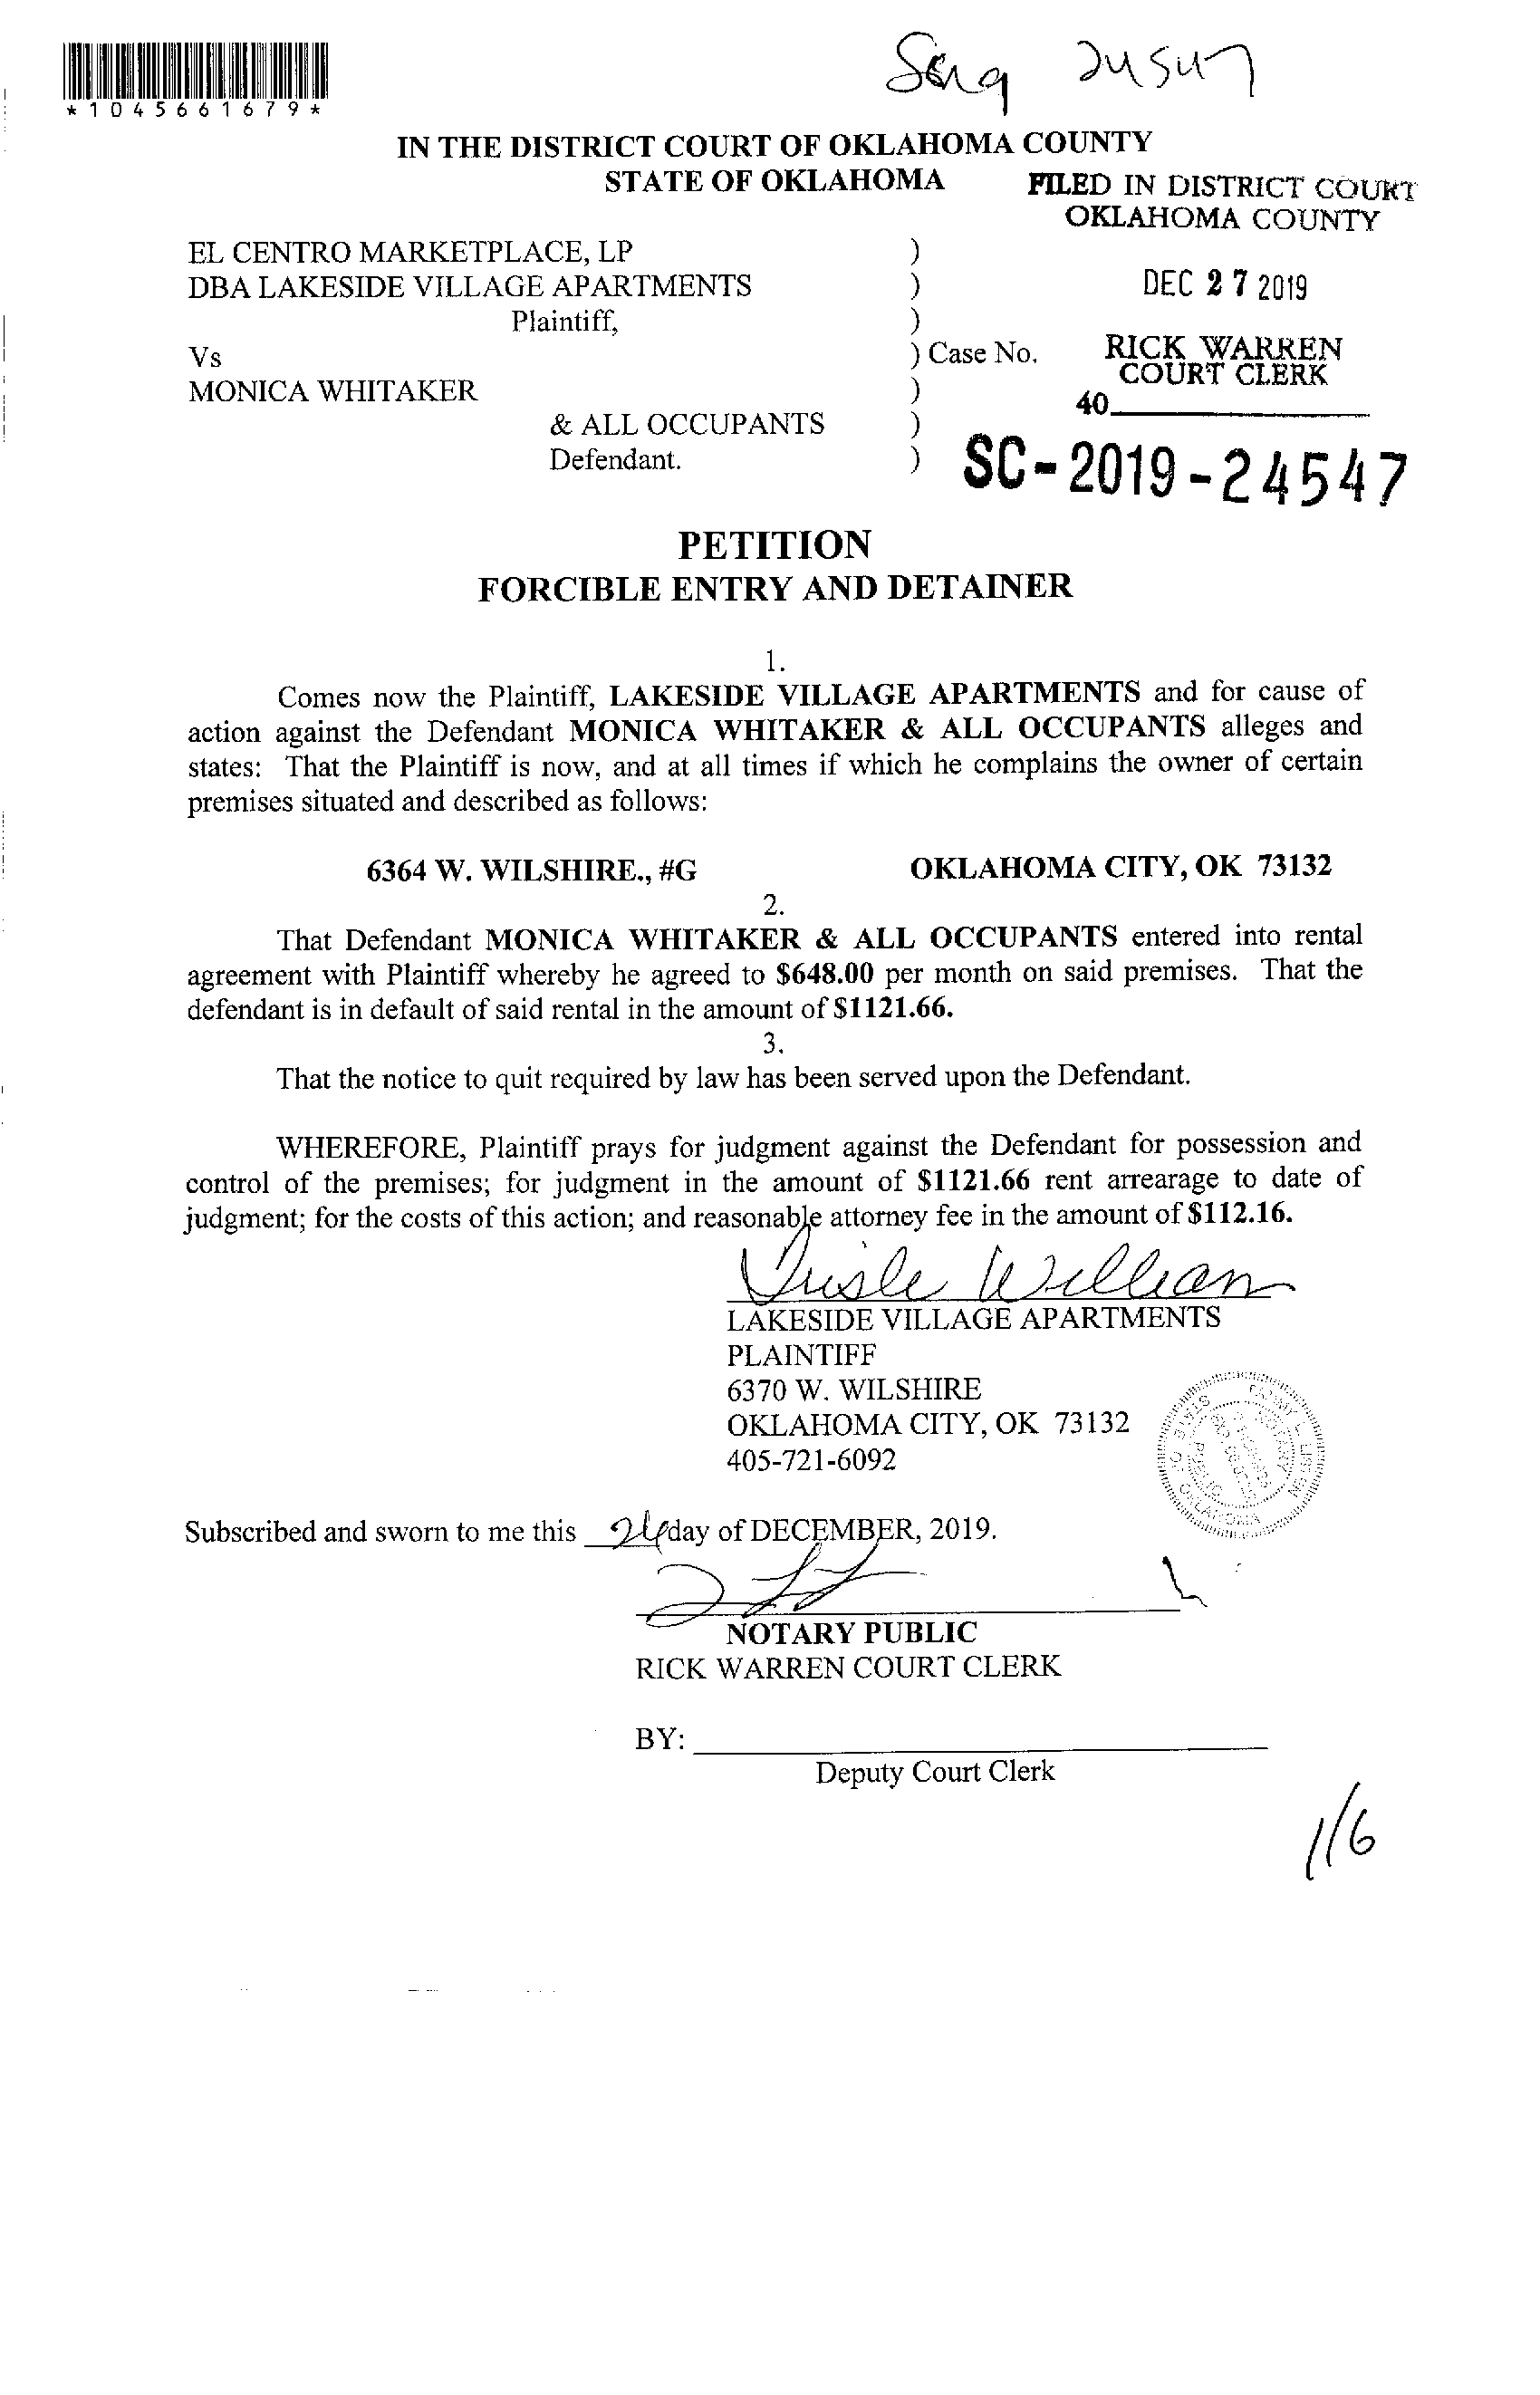 *1045661679*
IN THE DISTRICT COURT OF OKLAHOMA COUNTY
STATE OF OKLAHOMA
FILED IN DISTRICT COURT
OKLAHOMA COUNTY
DEC 27 2019
RICK WARREN
COURT CLERK
40
EL CENTRO MARKETPLACE, LP )
DBA LAKESIDE VILLAGE APARTMENTS )
Plaintiff, )
Vs ) Case No.
MONICA WHITAKER )
& ALL OCCUPANTS )
Defendant. )
SC-2019-24547
PETITION
FORCIBLE ENTRY AND DETAINER
1.
Comes now the Plaintiff, LAKESIDE VILLAGE APARTMENTS and for cause of
action against the Defendant MONICA WHITAKER & ALL OCCUPANTS alleges and
states: That the Plaintiff is now, and at all times if which he complains the owner of certain
premises situated and described as follows:
6364 W. WILSHIRE., #G OKLAHOMA CITY, OK 73132
2.
That Defendant MONICA WHITAKER & ALL OCCUPANTS entered into rental
agreement with Plaintiff whereby he agreed to $648.00 per month on said premises. That the
defendant is in default of said rental in the amount of $1121.66.
3.
That the notice to quit required by law has been served upon the Defendant.
WHEREFORE, Plaintiff prays for judgment against the Defendant for possession and
control of the premises; for judgment in the amount of $1121.66 rent arrearage to date of
judgment; for the costs of this action; and reasonable attorney fee in the amount of $112.16.
LAKESIDE VILLAGE APARTMENTS
PLAINTIFF
6370 W. WILSHIRE
OKLAHOMA CITY, OK 73132
405-721-6092
Subscribed and sworn to me this day of DECEMBER, 2019.
NOTARY PUBLIC
RICK WARREN COURT CLERK
BY:
Deputy Court Clerk
1/6